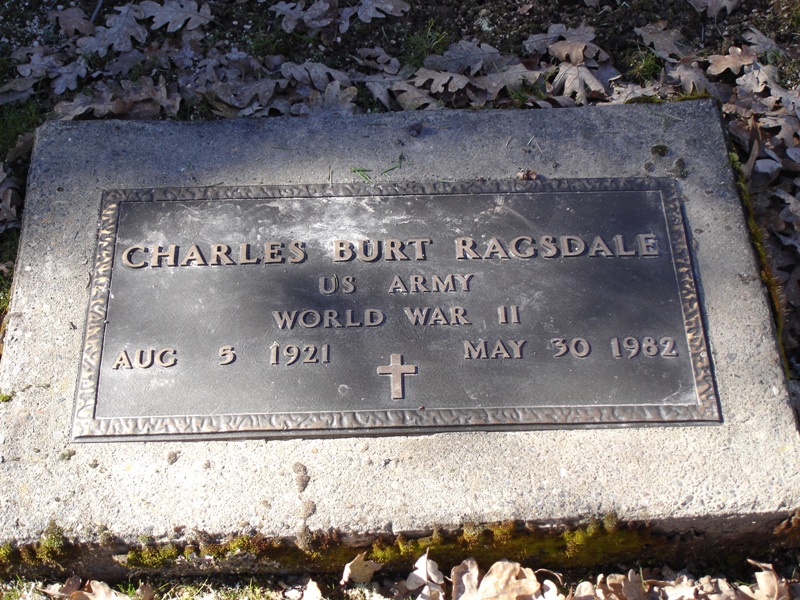 CHARLES BURT RAGSDALE
US ARMY
WORLD WAR II
AUG 5 1921 MAY 30 1982